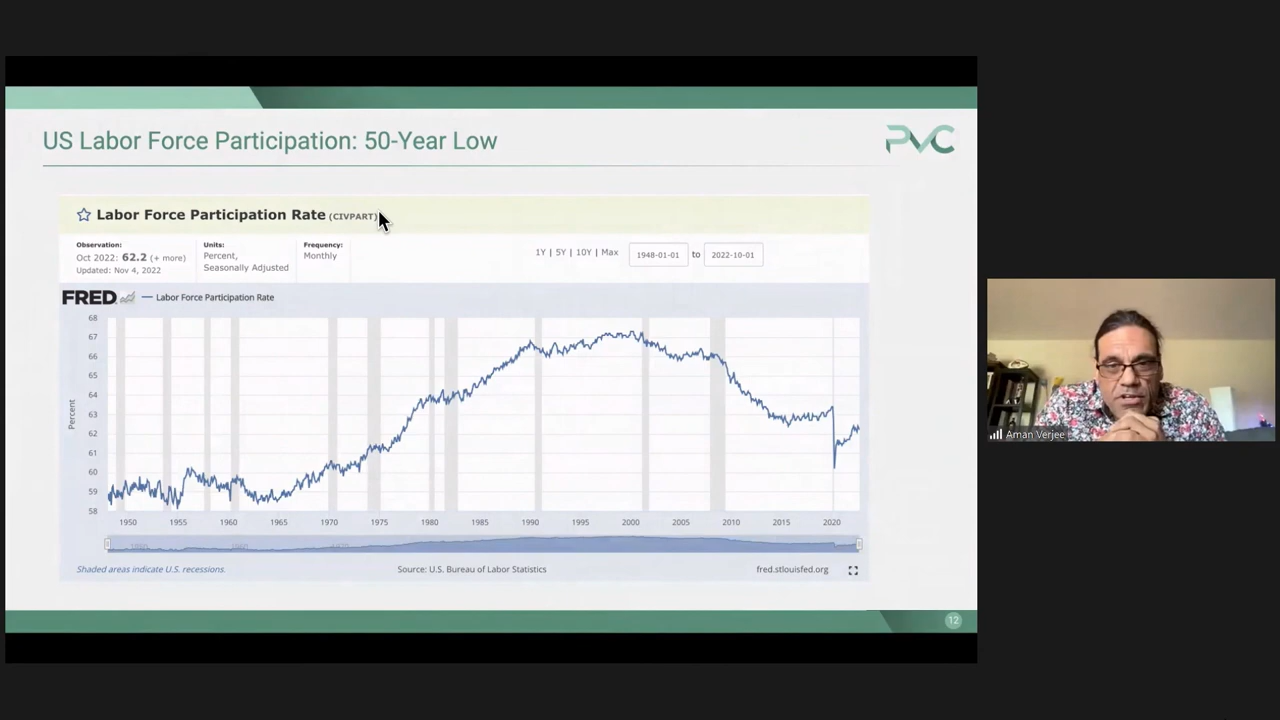 US Labor Force Participation: 50-Year Low
PVC
Labor Force Participation Rate (CIVPART)
Observation:
Oct 2022: 62.2 (+ more)
Updated: Nov 4, 2022
Units:
Percent,
Seasonally Adjusted
Frequency:
Monthly
1Y | 5Y | 10Y | Max
1948-01-01 to 2022-10-01
FRED
Labor Force Participation Rate
68
67
66
65
64
63
62
61
60
59
58
Percent
1950 1955 1960 1965 1970 1975 1980 1985 1990 1995 2000 2005 2010 2015 2020
1950 1960 1970
Shaded areas indicate U.S. recessions.
Source: U.S. Bureau of Labor Statistics
fred.stlouisfed.org
12
Aman Verjee